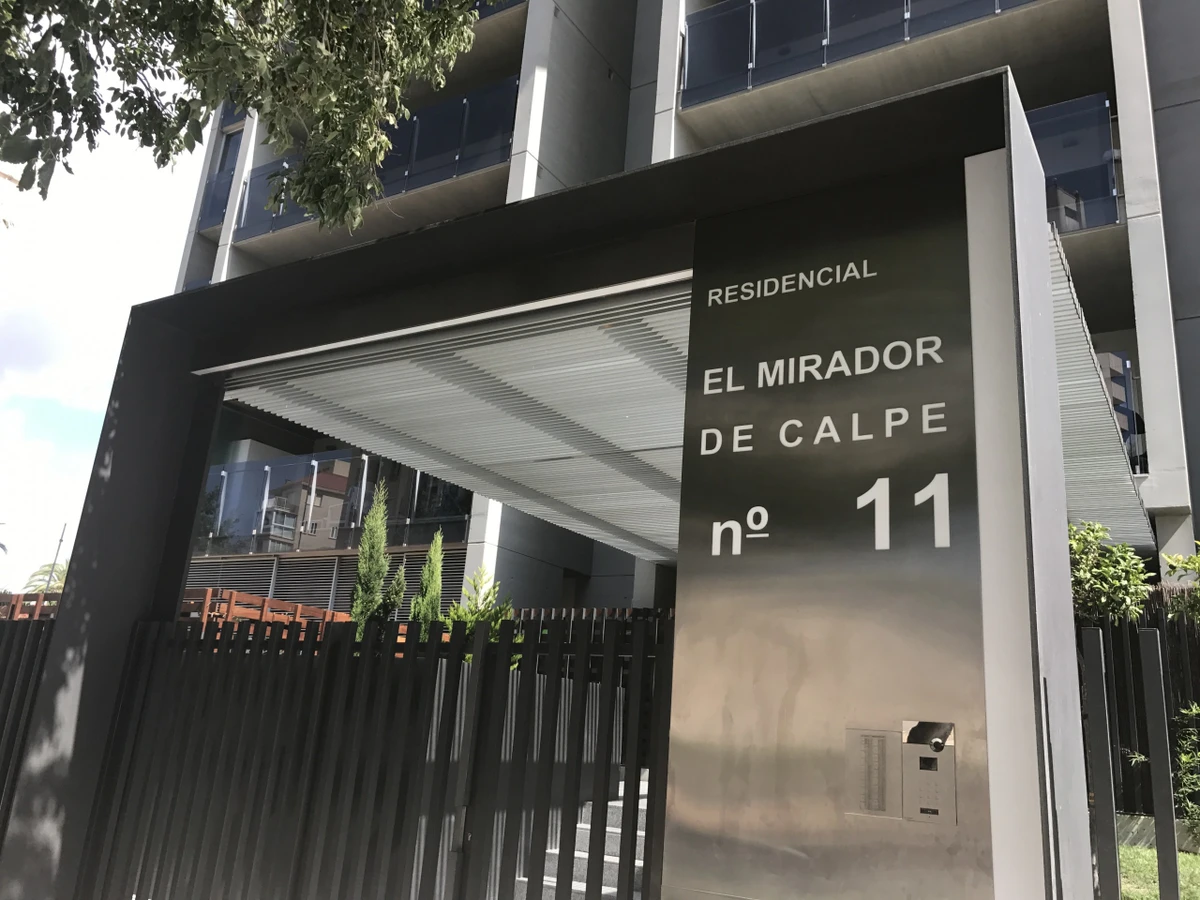 RESIDENCIAL
EL MIRADOR
DE CALPE
nº 11